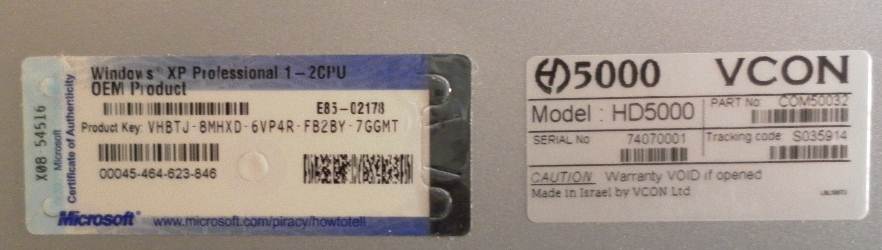 Windows® XP Professional 1-2CPU
OEM Product
E85-02178
Product Key: VHBTJ-8MHXD-6VP4R-FB2BY-7GGMT
00045-464-623-846
Microsoft®
www.microsoft.com/piracy/howtotell
X08 54516
Microsoft
Certificate of Authenticity
HD5000 VCON
Model : HD5000
PART No: COM50032
SERIAL No 74070001
Tracking code S035914
CAUTION Warranty VOID if opened
Made in Israel by VCON Ltd.